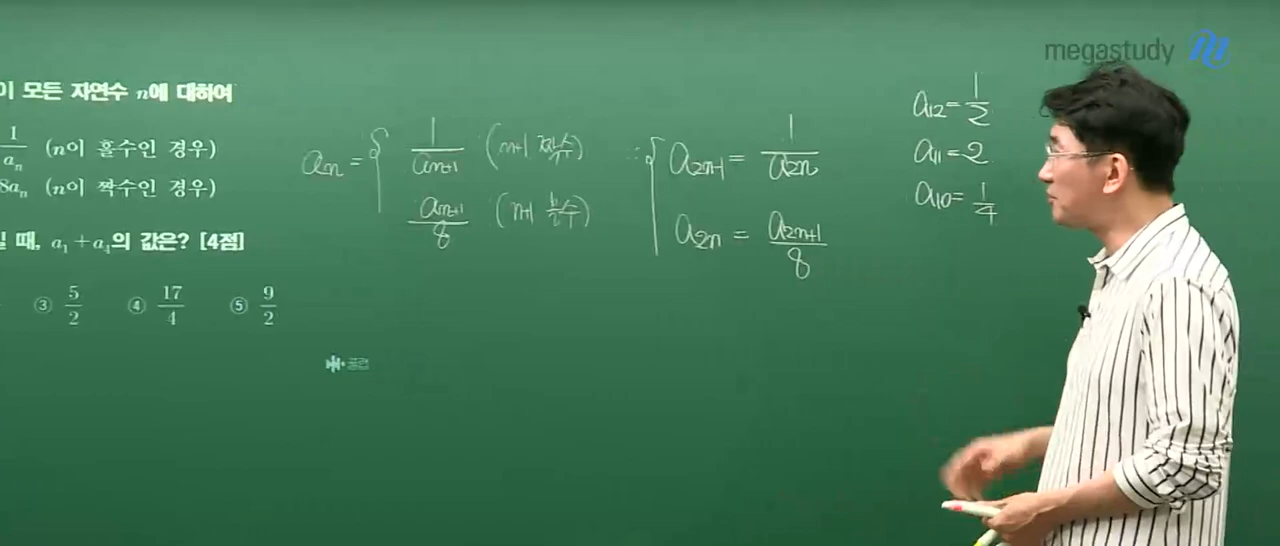 megastudy
이 모든 자연수 n에 대하여
1/a_n (n이 홀수인 경우)
8a_n (n이 짝수인 경우)
일 때, a_1 + a_4의 값은? [4점]
③ 5/2 ④ 17/4 ⑤ 9/2
a_n = { 1/a_{n+1} (n+1 짝수)
a_{n+1}/8 (n+1 홀수)
∴ { a_{2n-1} = 1/a_{2n}
a_{2n} = a_{2n+1}/8
a_12 = 1/2
a_11 = 2
a_10 = 1/4